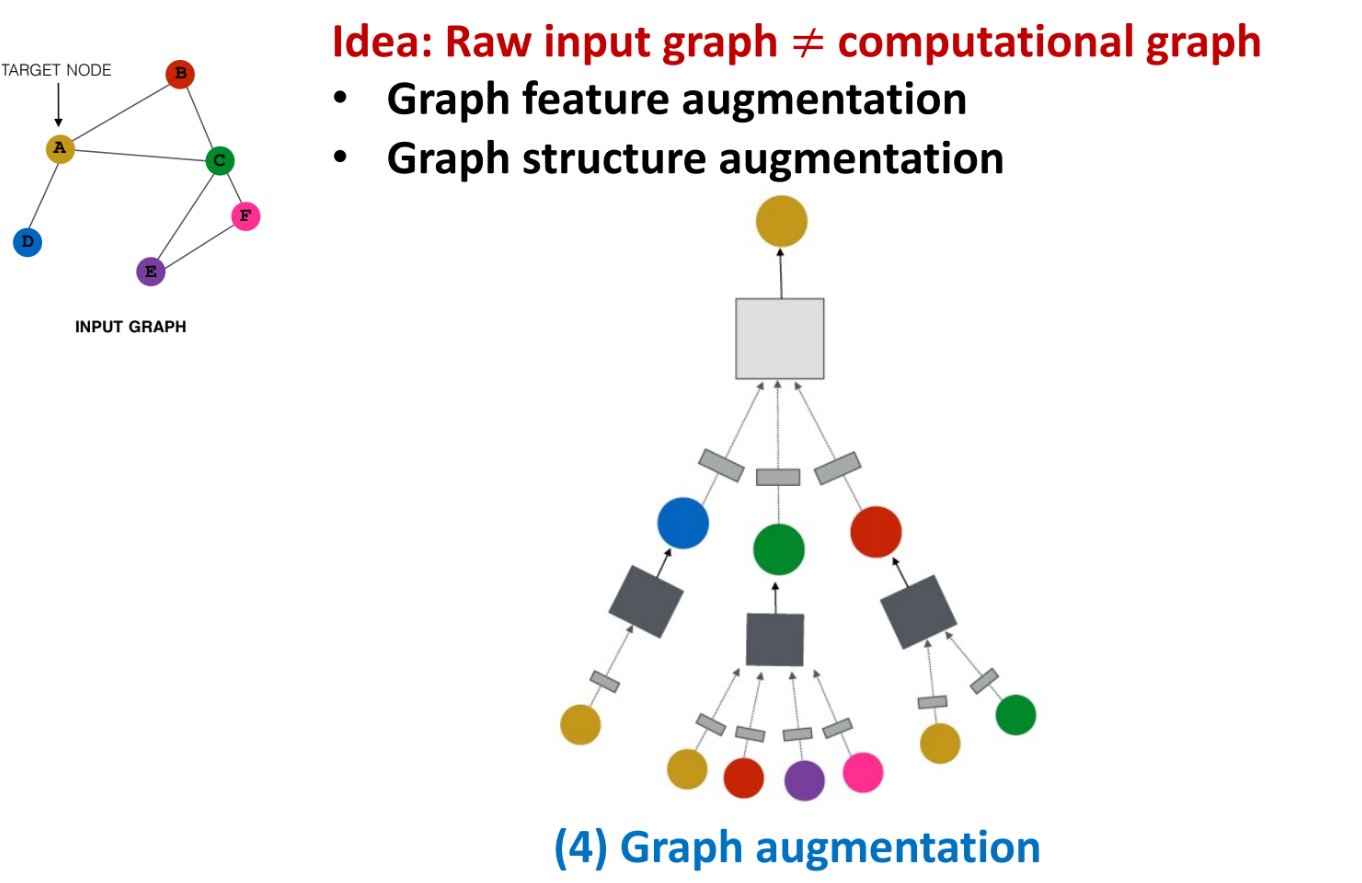 Idea: Raw input graph ≠ computational graph
• Graph feature augmentation
• Graph structure augmentation
TARGET NODE
B
A
C
F
D
E
INPUT GRAPH
(4) Graph augmentation